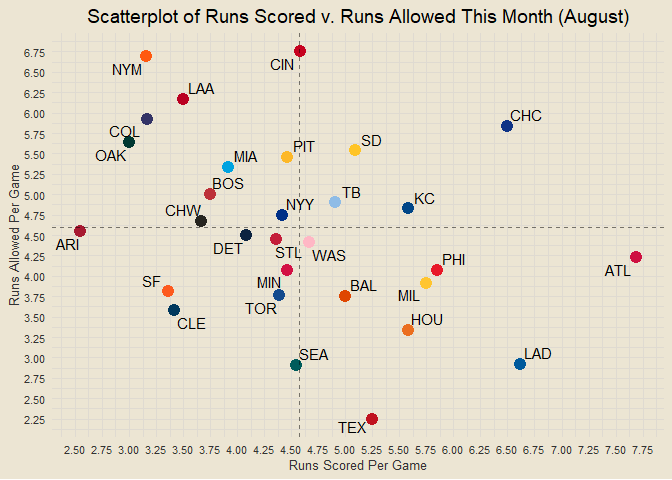 Scatterplot of Runs Scored v. Runs Allowed This Month (August)
6.75
6.50
6.25
6.00
5.75
5.50
5.25
5.00
4.75
4.50
4.25
4.00
3.75
3.50
3.25
3.00
2.75
2.50
2.25
Runs Allowed Per Game
NYM
CIN
LAA
CHC
COL
OAK
PIT
SD
MIA
BOS
TB
KC
CHW
NYY
ARI
DET
STL
WAS
PHI
ATL
SF
MIN
BAL
MIL
TOR
CLE
HOU
SEA
LAD
TEX
2.50 2.75 3.00 3.25 3.50 3.75 4.00 4.25 4.50 4.75 5.00 5.25 5.50 5.75 6.00 6.25 6.50 6.75 7.00 7.25 7.50 7.75
Runs Scored Per Game